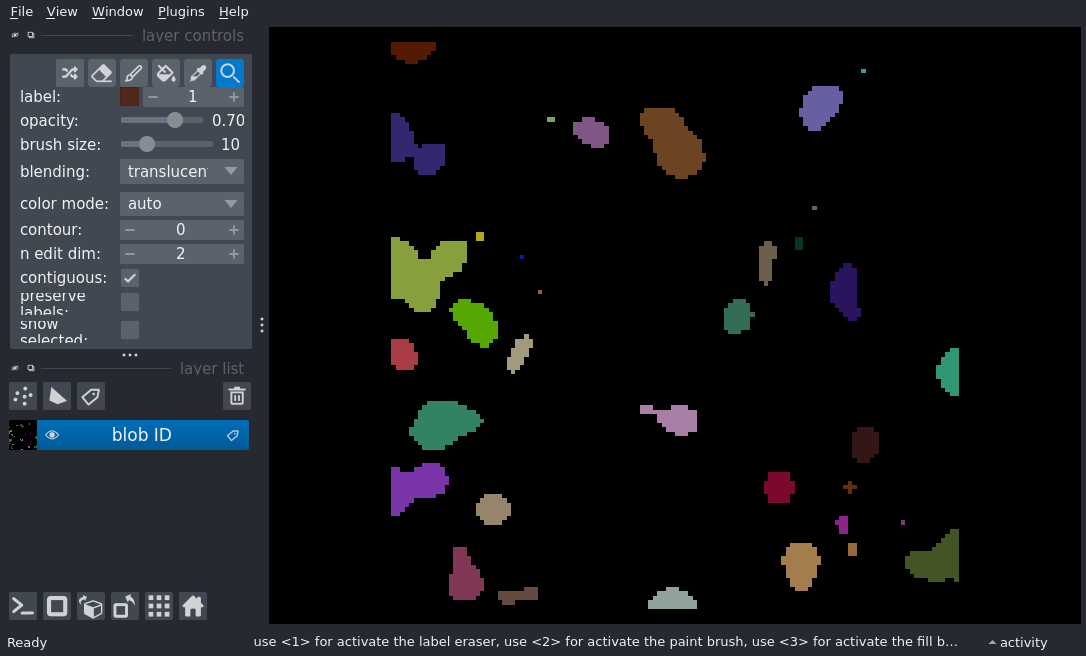 File View Window Plugins Help
layer controls
label: 1
opacity: 0.70
brush size: 10
blending: translucen
color mode: auto
contour: 0
n edit dim: 2
contiguous:
preserve
labels:
show
selected:
layer list
blob ID
Ready use <1> for activate the label eraser, use <2> for activate the paint brush, use <3> for activate the fill b... activity